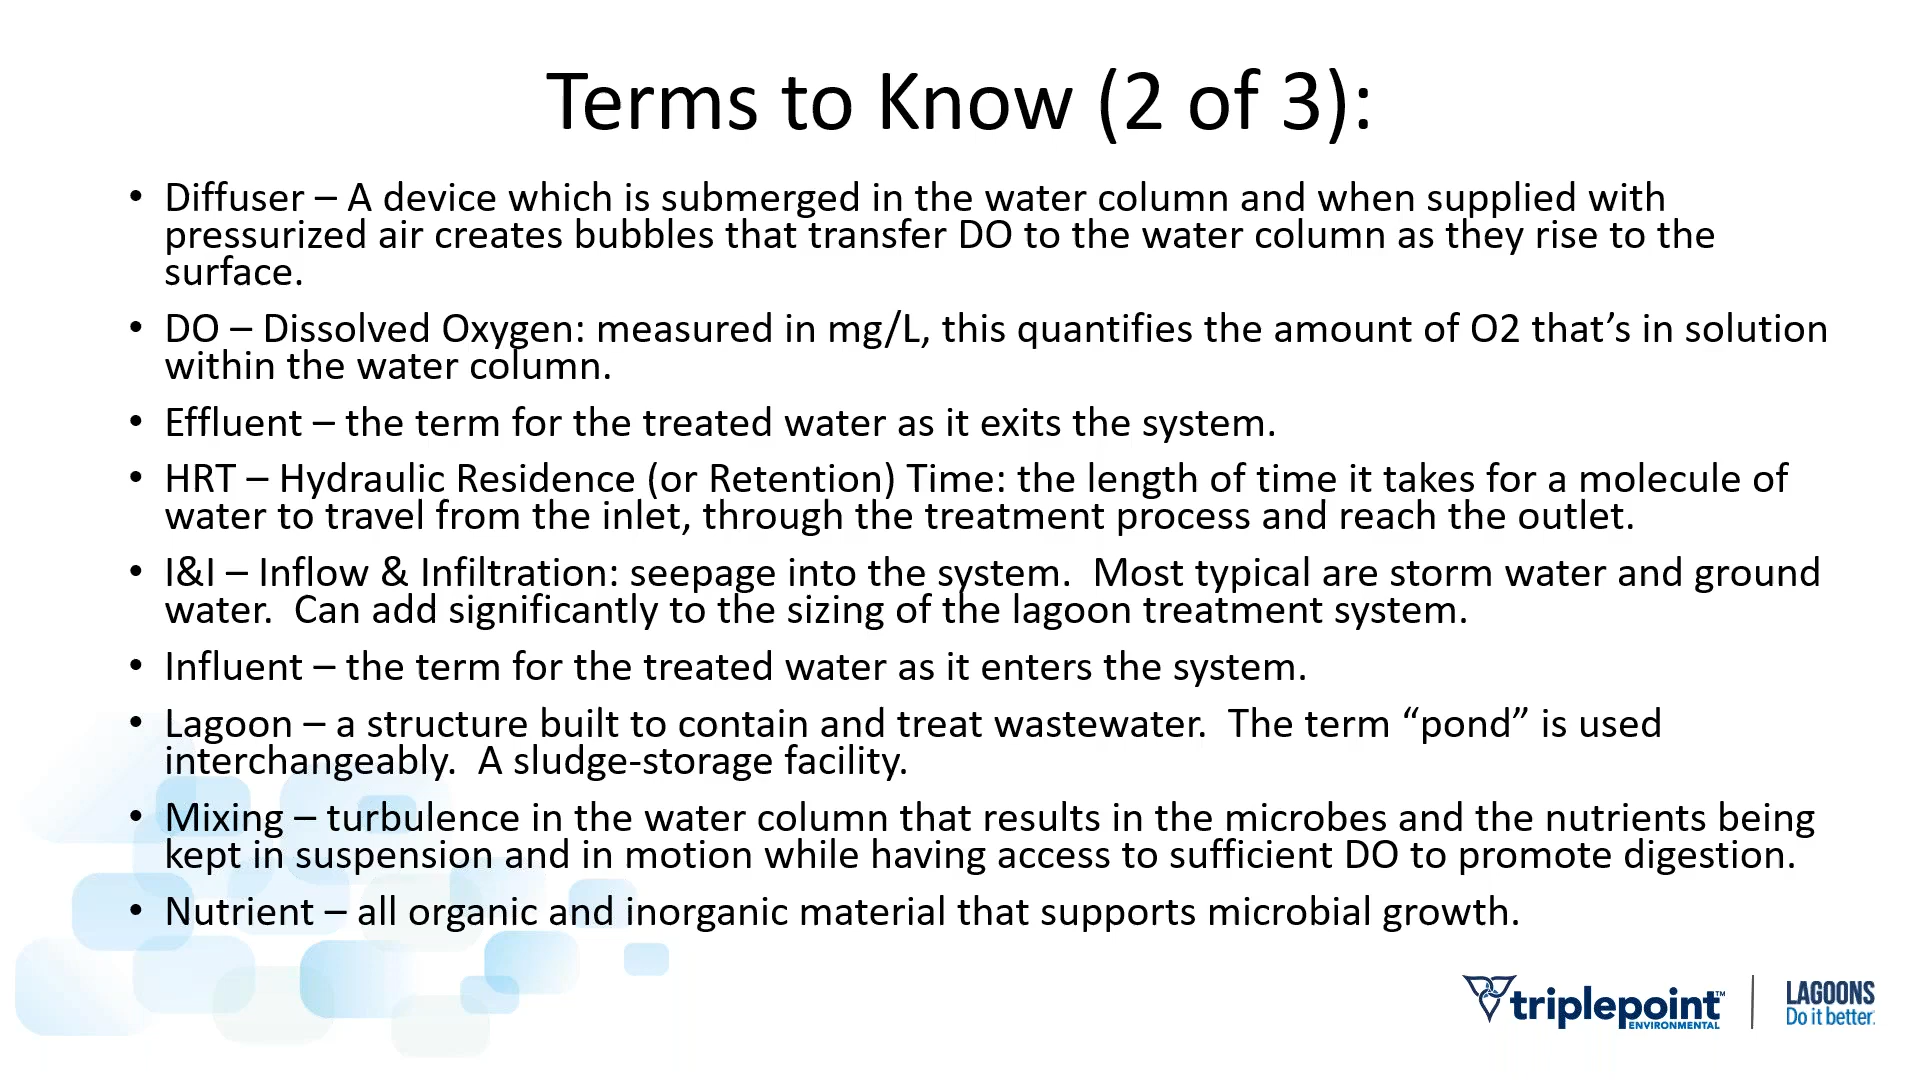 Terms to Know (2 of 3):
• Diffuser – A device which is submerged in the water column and when supplied with
pressurized air creates bubbles that transfer DO to the water column as they rise to the
surface.
• DO – Dissolved Oxygen: measured in mg/L, this quantifies the amount of O2 that’s in solution
within the water column.
• Effluent – the term for the treated water as it exits the system.
• HRT – Hydraulic Residence (or Retention) Time: the length of time it takes for a molecule of
water to travel from the inlet, through the treatment process and reach the outlet.
• I&I – Inflow & Infiltration: seepage into the system.  Most typical are storm water and ground
water.  Can add significantly to the sizing of the lagoon treatment system.
• Influent – the term for the treated water as it enters the system.
• Lagoon – a structure built to contain and treat wastewater.  The term “pond” is used
interchangeably.  A sludge-storage facility.
• Mixing – turbulence in the water column that results in the microbes and the nutrients being
kept in suspension and in motion while having access to sufficient DO to promote digestion.
• Nutrient – all organic and inorganic material that supports microbial growth.
triplepoint™
ENVIRONMENTAL
LAGOONS
Do it better.